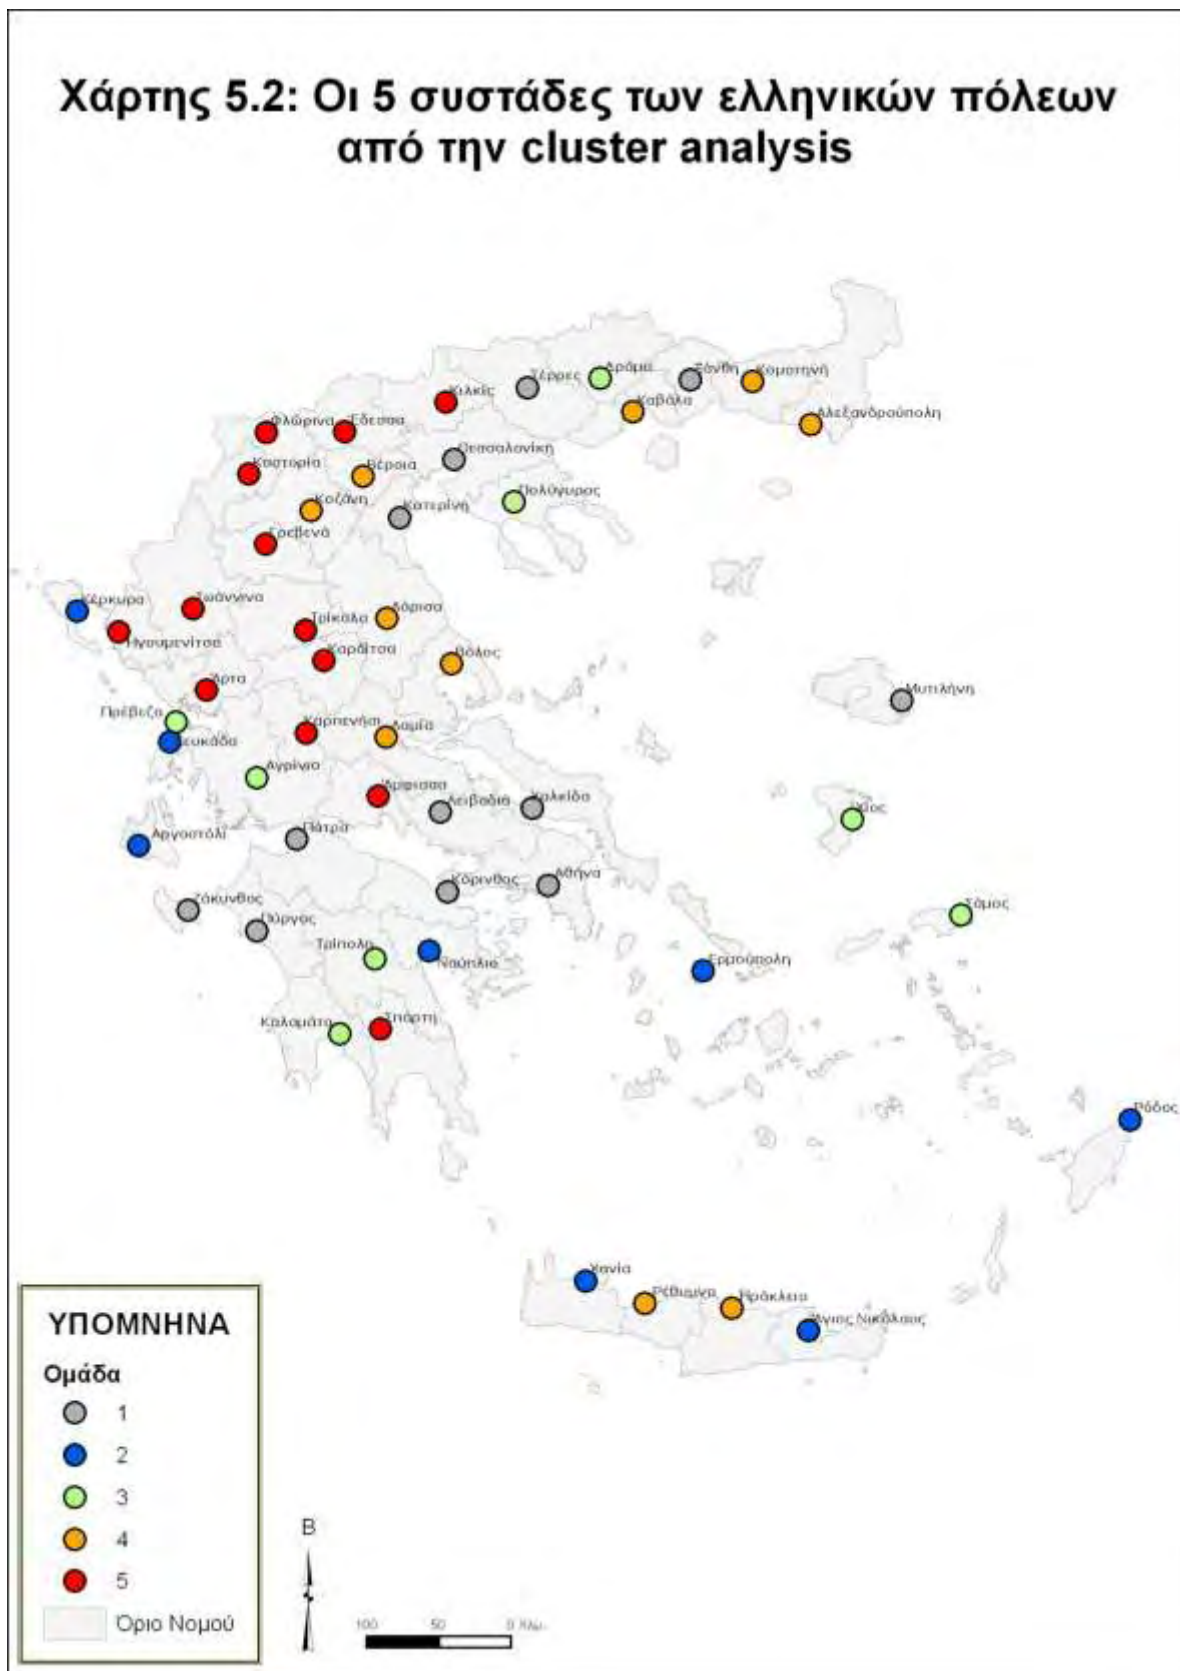 Χάρτης 5.2: Οι 5 συστάδες των ελληνικών πόλεων
από την cluster analysis
Σέρρες
Δράμα
Ξάνθη
Κομοτηνή
Κιλκίς
Καβάλα
Αλεξανδρούπολη
Φλώρινα
Έδεσσα
Θεσσαλονίκη
Καστοριά
Βέροια
Πολύγυρος
Κοζάνη
Κατερίνη
Γρεβενά
Κέρκυρα
Ιωάννινα
Λάρισα
Τρίκαλα
Ηγουμενίτσα
Καρδίτσα
Βόλος
Άρτα
Μυτιλήνη
Πρέβεζα
Καρπενήσι
Λαμία
Λευκάδα
Αγρίνιο
Άμφισσα
Λειβαδιά
Χαλκίδα
Χίος
Αργοστόλι
Πάτρα
Κόρινθος
Αθήνα
Ζάκυνθος
Πύργος
Σάμος
Τρίπολη
Ναύπλιο
Ερμούπολη
Καλαμάτα
Σπάρτη
Ρόδος
Χανία
Ρέθυμνο
Ηράκλειο
Άγιος Νικόλαος
ΥΠΟΜΝΗΝΑ
Ομάδα
1
2
3
4
5
Όριο Νομού
Β
100 50 0 Χλμ.